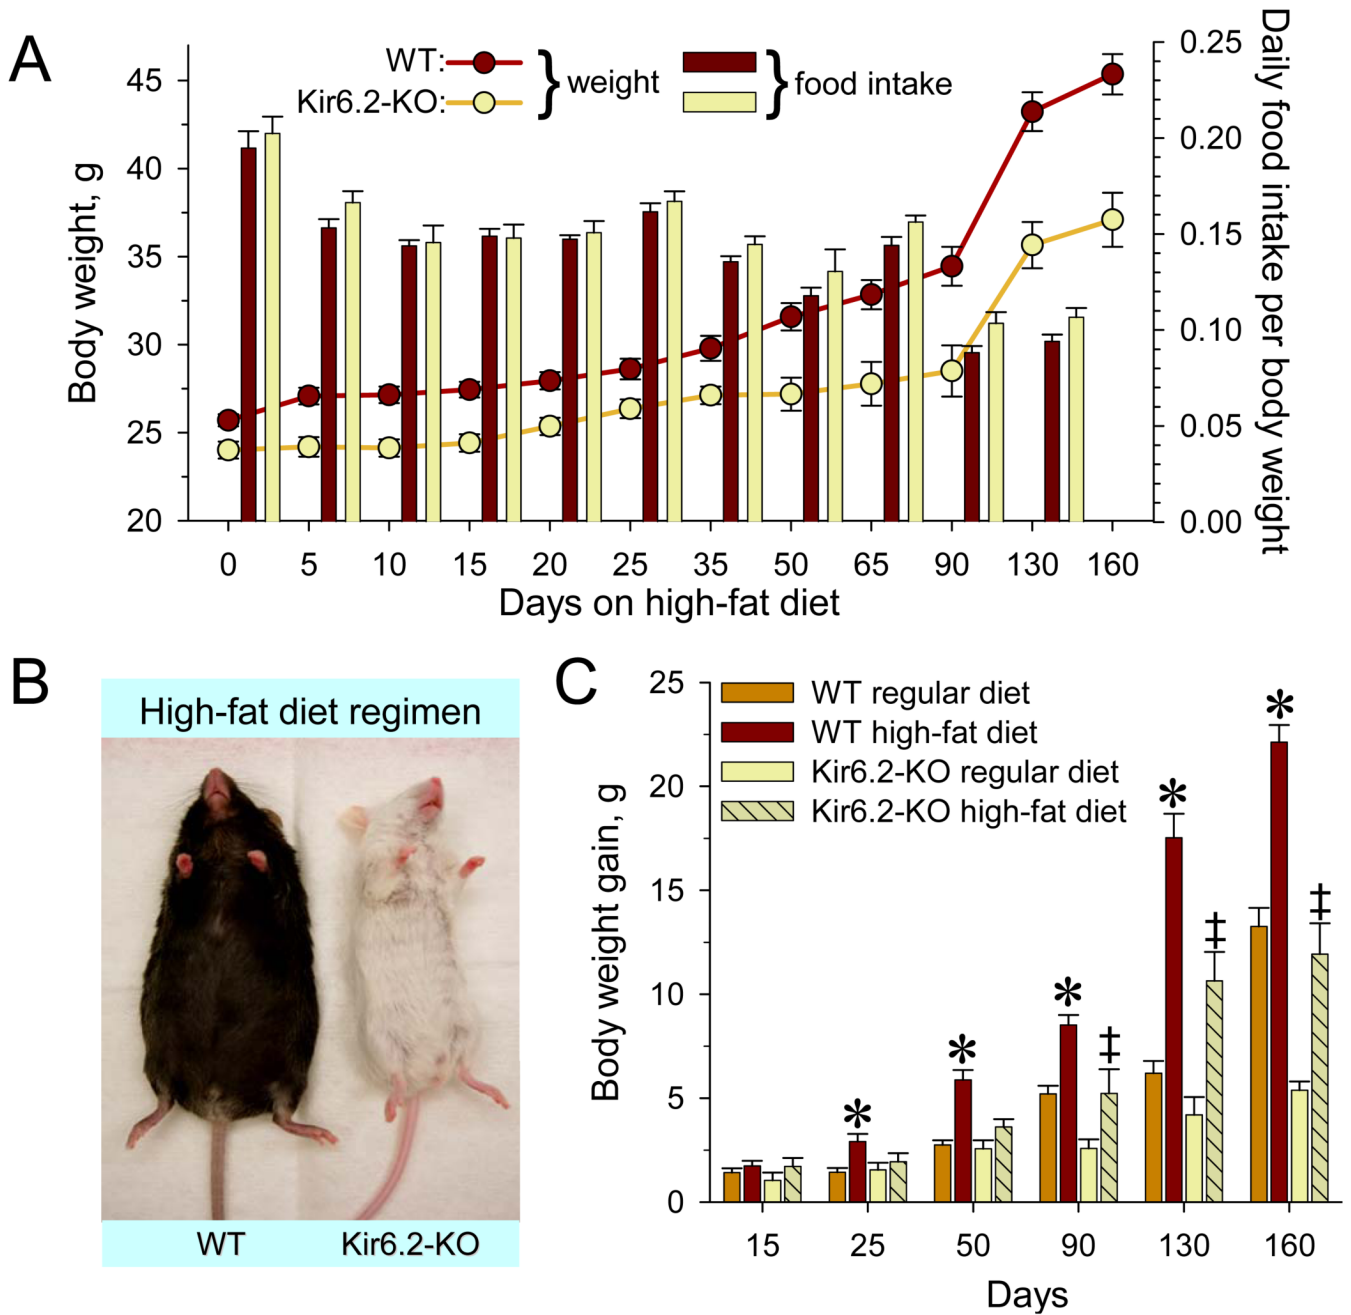 A
WT:
Kir6.2-KO:
} weight
} food intake
Body weight, g
45
40
35
30
25
20
Daily food intake per body weight
0.25
0.20
0.15
0.10
0.05
0.00
0 5 10 15 20 25 35 50 65 90 130 160
Days on high-fat diet
B
High-fat diet regimen
WT Kir6.2-KO
C
WT regular diet
WT high-fat diet
Kir6.2-KO regular diet
Kir6.2-KO high-fat diet
Body weight gain, g
25
20
15
10
5
0
* * * * *
‡ ‡ ‡
15 25 50 90 130 160
Days